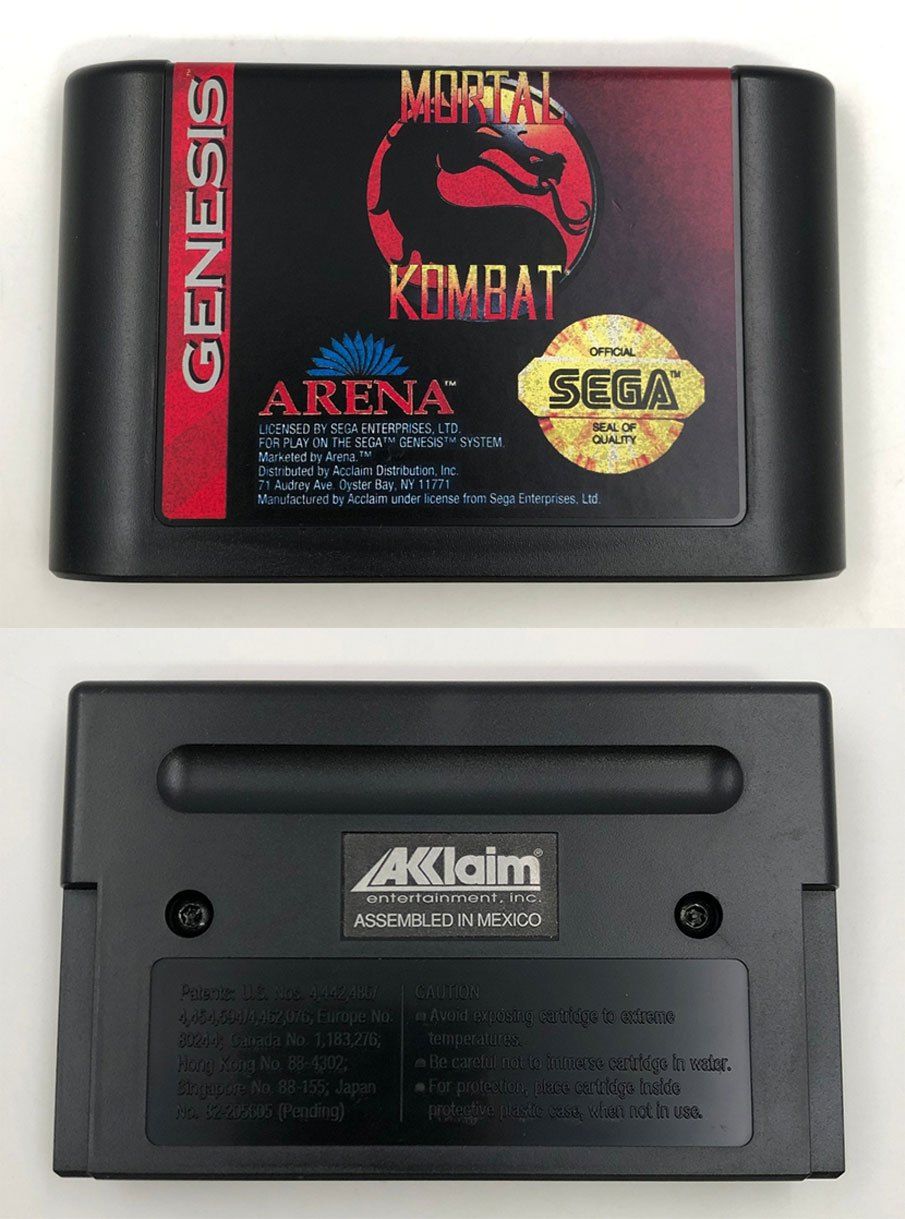 GENESIS
MORTAL
KOMBAT
ARENA™
OFFICIAL
SEGA™
SEAL OF
QUALITY
LICENSED BY SEGA ENTERPRISES, LTD.
FOR PLAY ON THE SEGA™ GENESIS™ SYSTEM.
Marketed by Arena.™
Distributed by Acclaim Distribution, Inc.
71 Audrey Ave. Oyster Bay, NY 11771
Manufactured by Acclaim under license from Sega Enterprises, Ltd.
AKKlaim®
entertainment, inc.
ASSEMBLED IN MEXICO
Patents: U.S. Nos. 4,442,486/
4,454,594/4,462,076; Europe No.
80244; Canada No. 1,183,276;
Hong Kong No. 88-4302;
Singapore No. 88-155; Japan
No. 82-205605 (Pending)
CAUTION
• Avoid exposing cartridge to extreme
temperatures.
• Be careful not to immerse cartridge in water.
• For protection, place cartridge inside
protective plastic case, when not in use.